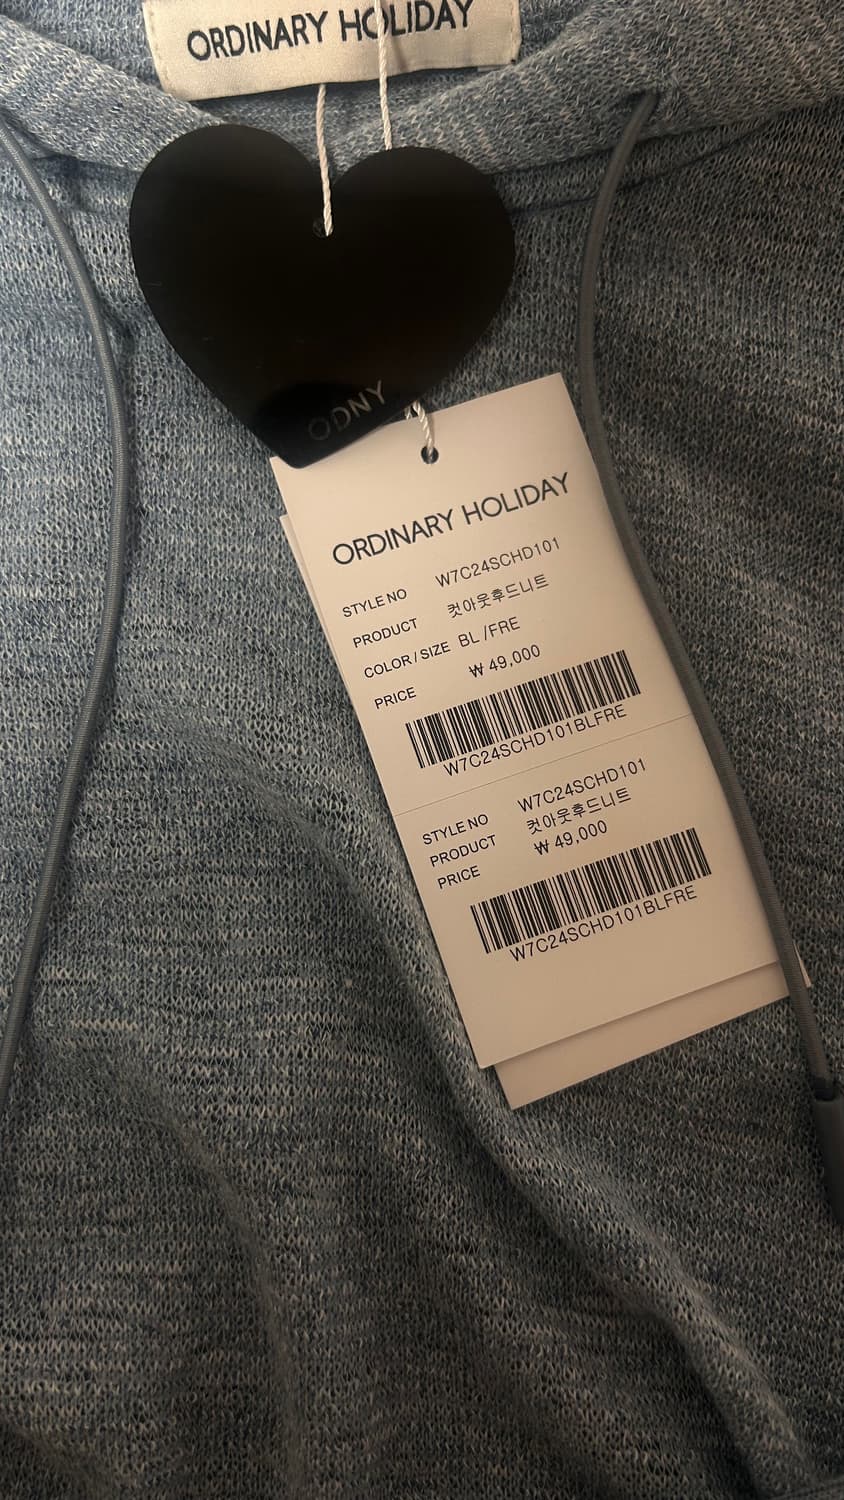 ORDINARY HOLIDAY
ODNY
ORDINARY HOLIDAY
STYLE NO W7C24SCHD101
PRODUCT 컷아웃후드니트
COLOR / SIZE BL /FRE
PRICE ₩ 49,000
W7C24SCHD101BLFRE
STYLE NO W7C24SCHD101
PRODUCT 컷아웃후드니트
PRICE ₩ 49,000
W7C24SCHD101BLFRE